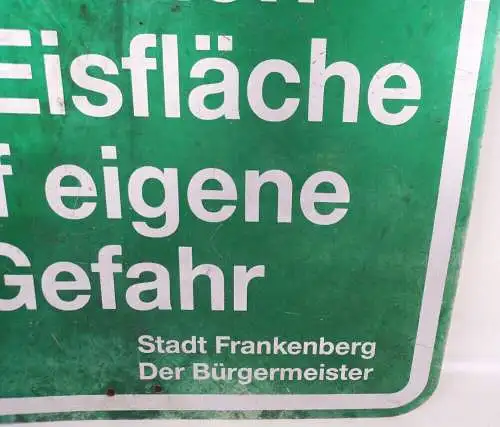 Eisfläche
eigene
Gefahr
Stadt Frankenberg
Der Bürgermeister